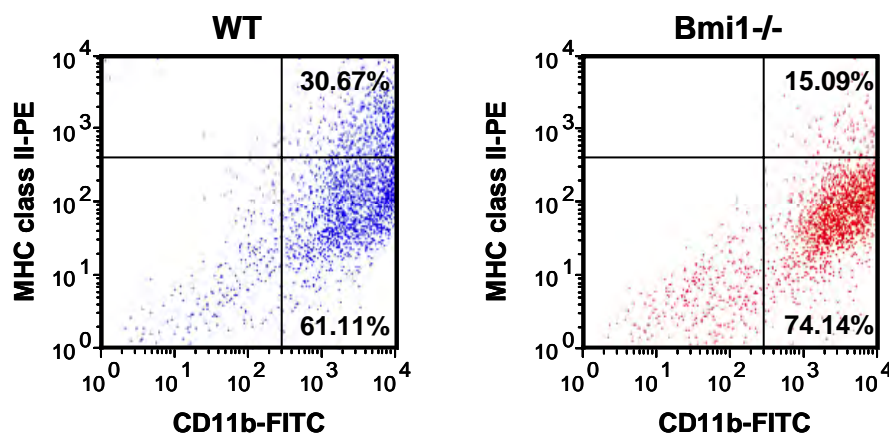 WT
Bmi1-/-
10^4
10^3
10^2
10^1
10^0
MHC class II-PE
30.67%
61.11%
10^0 10^1 10^2 10^3 10^4
CD11b-FITC
10^4
10^3
10^2
10^1
10^0
MHC class II-PE
15.09%
74.14%
10^0 10^1 10^2 10^3 10^4
CD11b-FITC